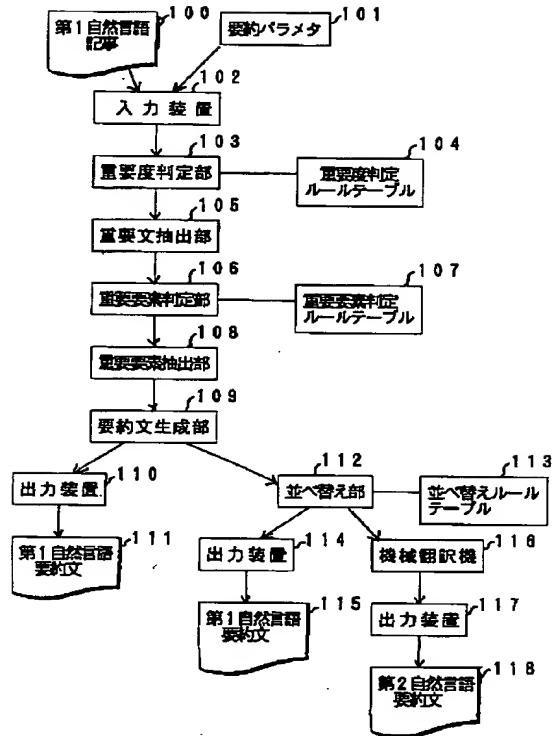 100
第1自然言語
記事
101
要約パラメタ
102
入力装置
103
重要度判定部
104
重要度判定
ルールテーブル
105
重要文抽出部
106
重要要素判定部
107
重要要素判定
ルールテーブル
108
重要要素抽出部
109
要約文生成部
110
出力装置
111
第1自然言語
要約文
112
並べ替え部
113
並べ替えルール
テーブル
114
出力装置
115
第1自然言語
要約文
116
機械翻訳機
117
出力装置
118
第2自然言語
要約文